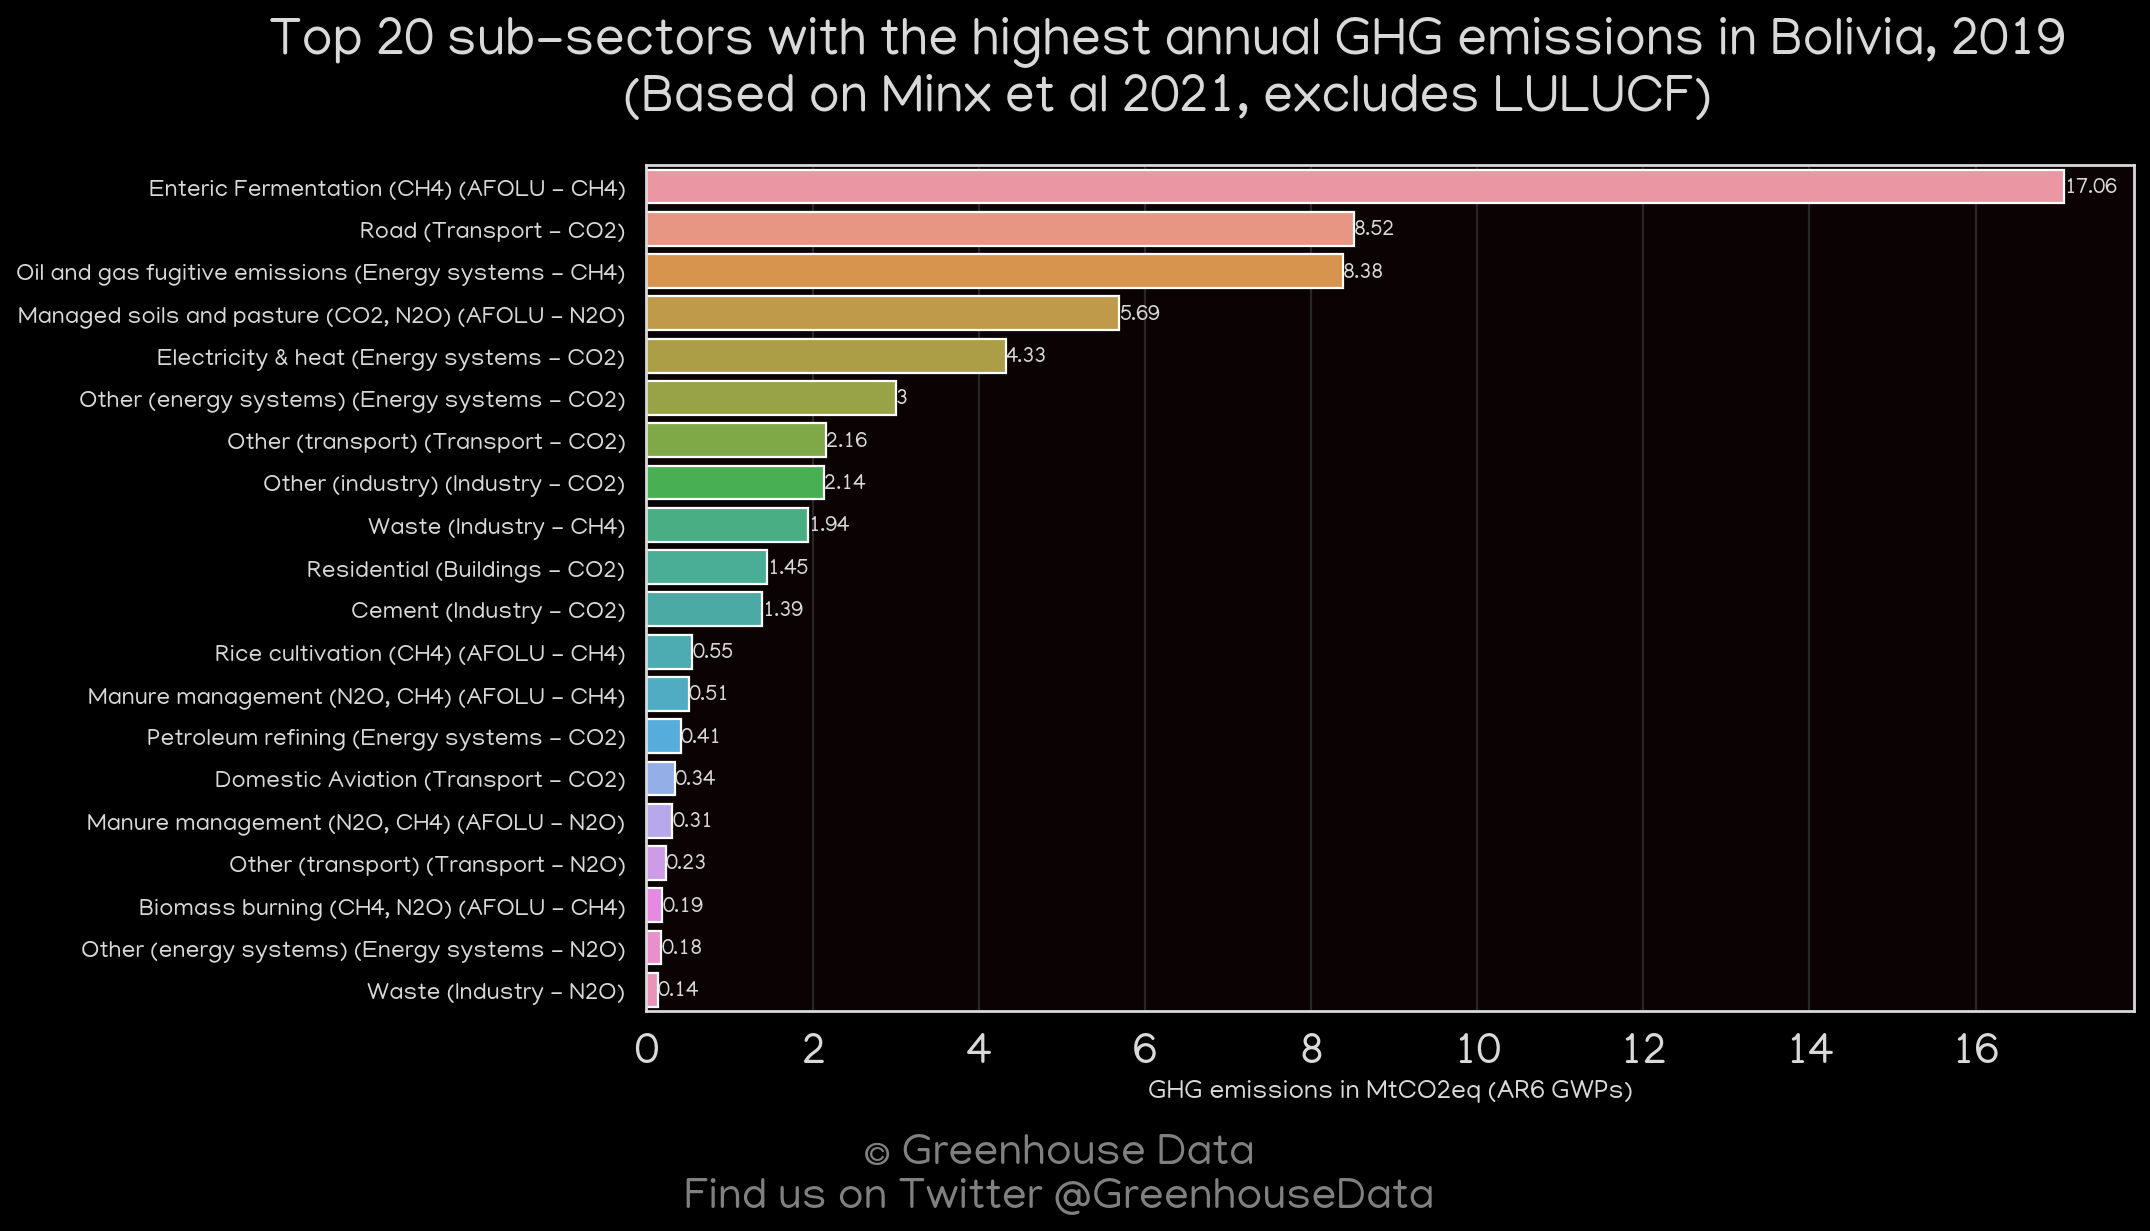 Top 20 sub-sectors with the highest annual GHG emissions in Bolivia, 2019
(Based on Minx et al 2021, excludes LULUCF)
Enteric Fermentation (CH4) (AFOLU - CH4) 17.06
Road (Transport - CO2) 8.52
Oil and gas fugitive emissions (Energy systems - CH4) 8.38
Managed soils and pasture (CO2, N2O) (AFOLU - N2O) 5.69
Electricity & heat (Energy systems - CO2) 4.33
Other (energy systems) (Energy systems - CO2) 3
Other (transport) (Transport - CO2) 2.16
Other (industry) (Industry - CO2) 2.14
Waste (Industry - CH4) 1.94
Residential (Buildings - CO2) 1.45
Cement (Industry - CO2) 1.39
Rice cultivation (CH4) (AFOLU - CH4) 0.55
Manure management (N2O, CH4) (AFOLU - CH4) 0.51
Petroleum refining (Energy systems - CO2) 0.41
Domestic Aviation (Transport - CO2) 0.34
Manure management (N2O, CH4) (AFOLU - N2O) 0.31
Other (transport) (Transport - N2O) 0.23
Biomass burning (CH4, N2O) (AFOLU - CH4) 0.19
Other (energy systems) (Energy systems - N2O) 0.18
Waste (Industry - N2O) 0.14
0 2 4 6 8 10 12 14 16
GHG emissions in MtCO2eq (AR6 GWPs)
© Greenhouse Data
Find us on Twitter @GreenhouseData